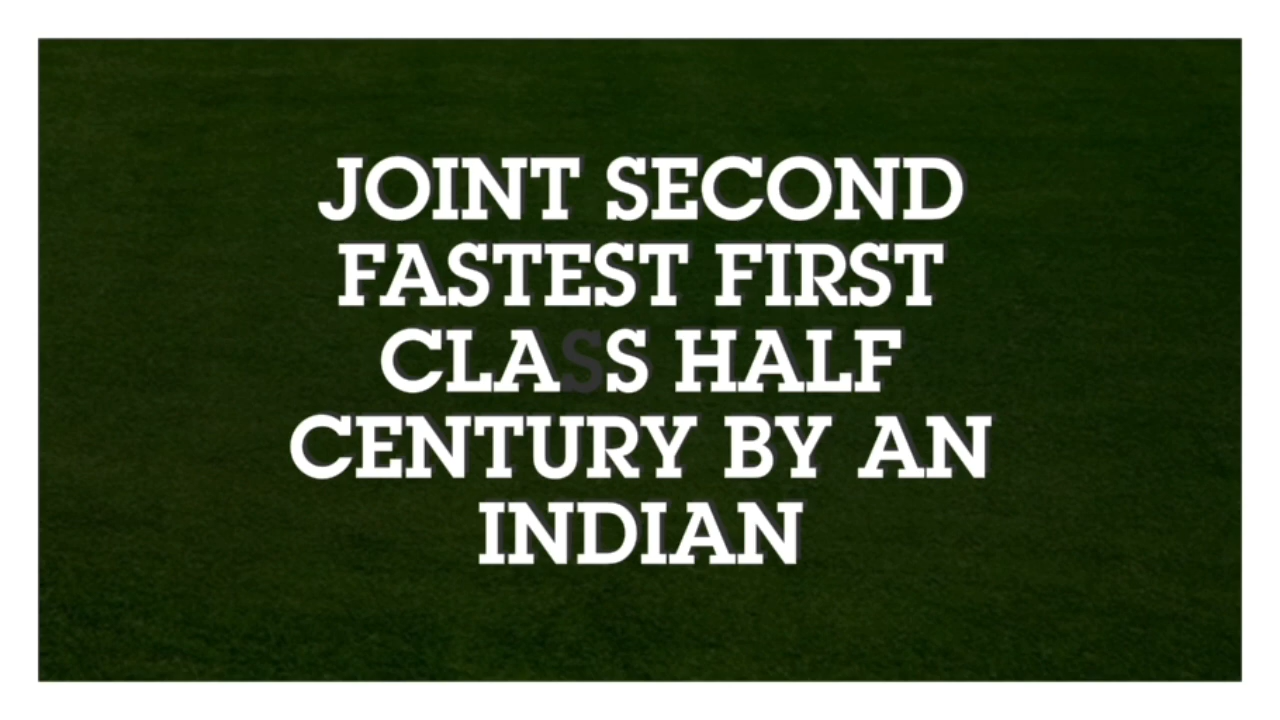 JOINT SECOND
FASTEST FIRST
CLASS HALF
CENTURY BY AN
INDIAN